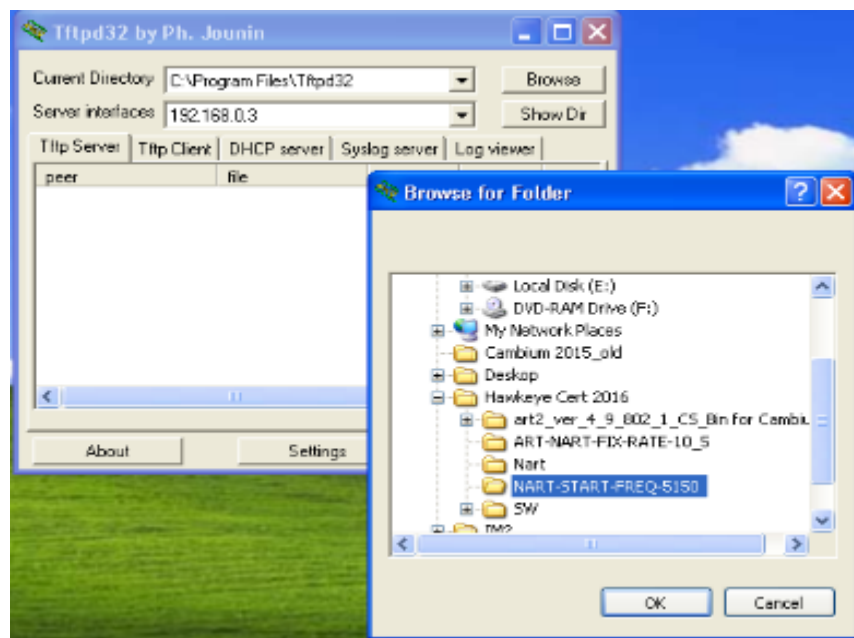 Tftpd32 by Ph. Jounin
Current Directory C:\Program Files\Tftpd32 Browse
Server interfaces 192.168.0.3 Show Dir
Tftp Server Tftp Client DHCP server Syslog server Log viewer
peer file
Browse for Folder
Local Disk (E:)
DVD-RAM Drive (F:)
My Network Places
Cambium 2015_old
Deskop
Hawkeye Cert 2016
art2_ver_4_9_802_1_CS_Bin for Cambi
ART-NART-FIX-RATE-10_5
Nart
NART-START-FREQ-5150
SW
About Settings
OK Cancel